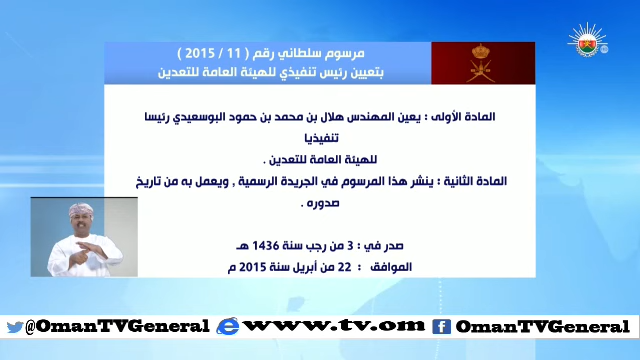 مرسوم سلطاني رقم ( 11 / 2015 )
بتعيين رئيس تنفيذي للهيئة العامة للتعدين
المادة الأولى : يعين المهندس هلال بن محمد بن حمود البوسعيدي رئيسا
تنفيذيا
للهيئة العامة للتعدين .
المادة الثانية : ينشر هذا المرسوم في الجريدة الرسمية , ويعمل به من تاريخ
صدوره .
صدر في : 3 من رجب سنة 1436 هـ
الموافق : 22 من أبريل سنة 2015 م
@OmanTVGeneral www.tv.om OmanTVGeneral